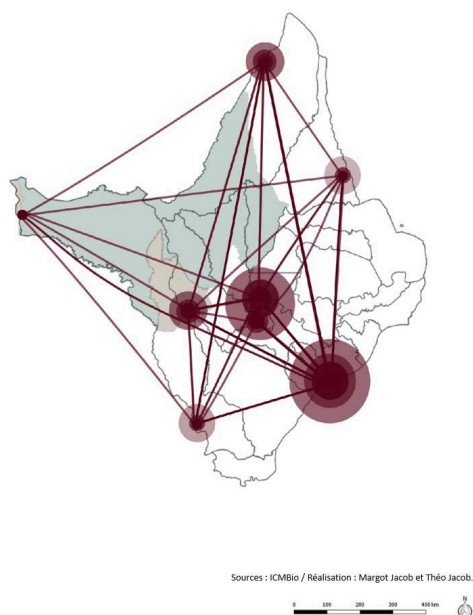 Sources : ICMBio / Réalisation : Margot Jacob et Théo Jacob.
N
0 100 200 300 400 km